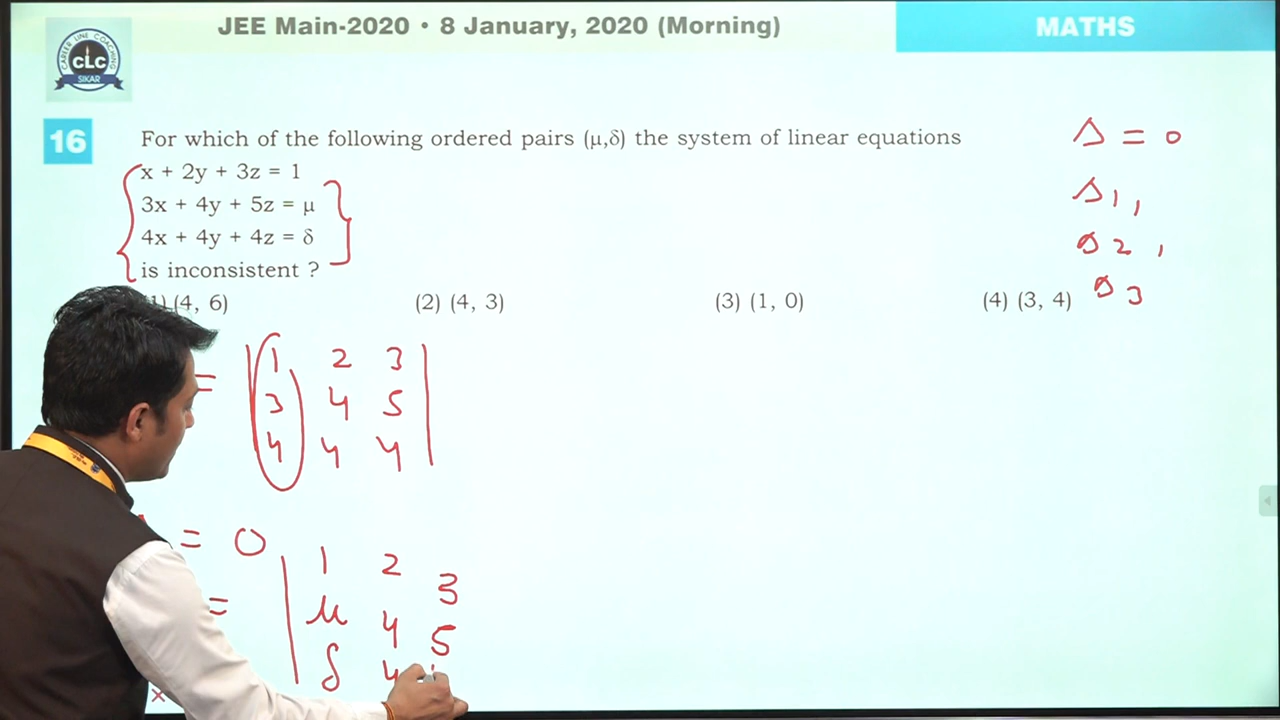 JEE Main-2020 • 8 January, 2020 (Morning)
MATHS
CAREER LINE COACHING
CLC
SIKAR
16
For which of the following ordered pairs (μ,δ) the system of linear equations
x + 2y + 3z = 1
3x + 4y + 5z = μ
4x + 4y + 4z = δ
is inconsistent ?
(4, 6) (2) (4, 3) (3) (1, 0) (4) (3, 4)
Δ = 0
Δ1,
Δ2,
Δ3
= | 1 2 3 |
3 4 5
4 4 4
= 0
= | 1 2 3
μ 4 5
δ 4